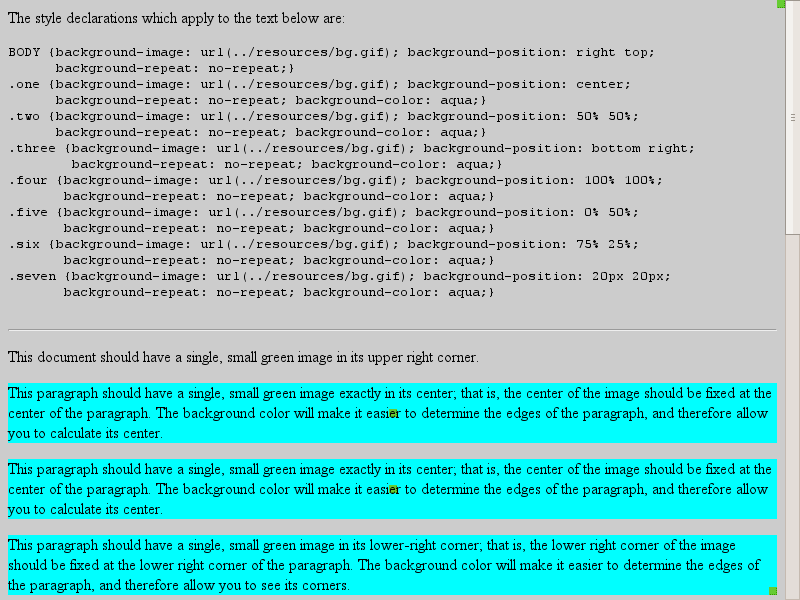 The style declarations which apply to the text below are:
BODY {background-image: url(../resources/bg.gif); background-position: right top;
background-repeat: no-repeat;}
.one {background-image: url(../resources/bg.gif); background-position: center;
background-repeat: no-repeat; background-color: aqua;}
.two {background-image: url(../resources/bg.gif); background-position: 50% 50%;
background-repeat: no-repeat; background-color: aqua;}
.three {background-image: url(../resources/bg.gif); background-position: bottom right;
background-repeat: no-repeat; background-color: aqua;}
.four {background-image: url(../resources/bg.gif); background-position: 100% 100%;
background-repeat: no-repeat; background-color: aqua;}
.five {background-image: url(../resources/bg.gif); background-position: 0% 50%;
background-repeat: no-repeat; background-color: aqua;}
.six {background-image: url(../resources/bg.gif); background-position: 75% 25%;
background-repeat: no-repeat; background-color: aqua;}
.seven {background-image: url(../resources/bg.gif); background-position: 20px 20px;
background-repeat: no-repeat; background-color: aqua;}
This document should have a single, small green image in its upper right corner.
This paragraph should have a single, small green image exactly in its center; that is, the center of the image should be fixed at the
center of the paragraph. The background color will make it easier to determine the edges of the paragraph, and therefore allow
you to calculate its center.
This paragraph should have a single, small green image exactly in its center; that is, the center of the image should be fixed at the
center of the paragraph. The background color will make it easier to determine the edges of the paragraph, and therefore allow
you to calculate its center.
This paragraph should have a single, small green image in its lower-right corner; that is, the lower right corner of the image
should be fixed at the lower right corner of the paragraph. The background color will make it easier to determine the edges of
the paragraph, and therefore allow you to see its corners.